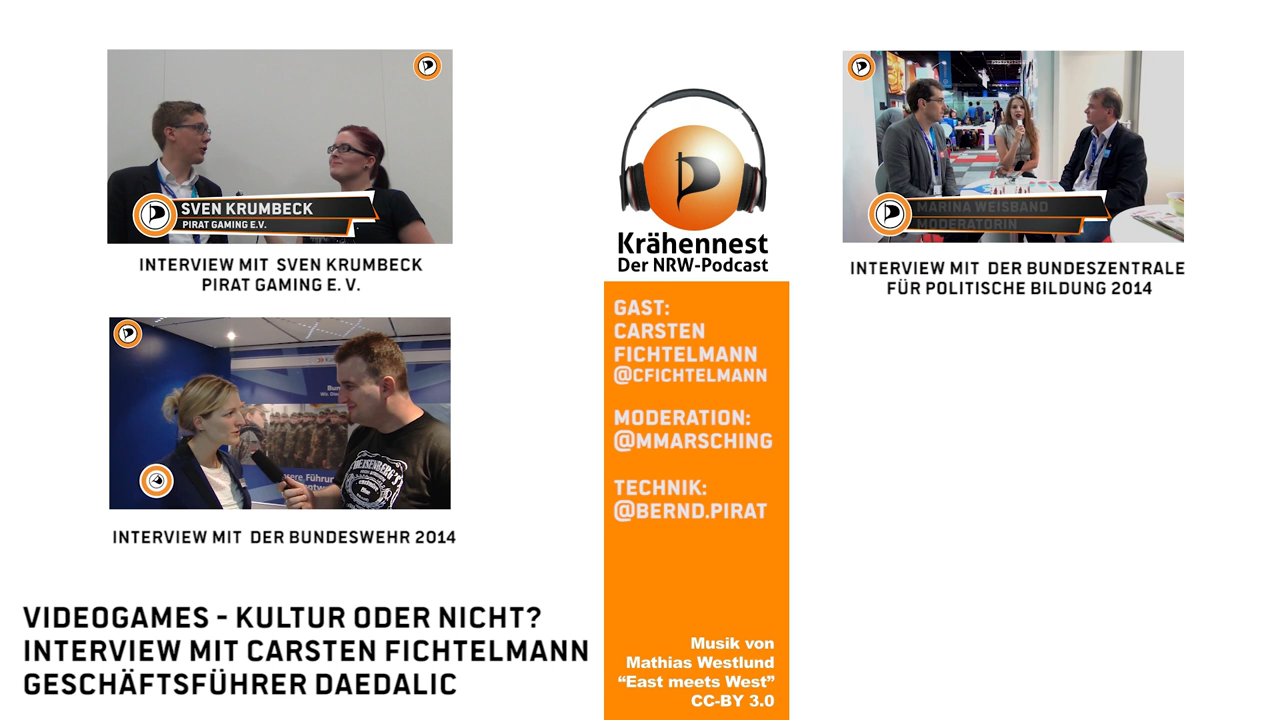 SVEN KRUMBECK
PIRAT GAMING E.V.
INTERVIEW MIT SVEN KRUMBECK
PIRAT GAMING E. V.
INTERVIEW MIT DER BUNDESWEHR 2014
VIDEOGAMES - KULTUR ODER NICHT?
INTERVIEW MIT CARSTEN FICHTELMANN
GESCHÄFTSFÜHRER DAEDALIC
Krähennest
Der NRW-Podcast
GAST:
CARSTEN
FICHTELMANN
@CFICHTELMANN
MODERATION:
@MMARSCHING
TECHNIK:
@BERND.PIRAT
Musik von
Mathias Westlund
“East meets West”
CC-BY 3.0
MARINA WEISBAND
MODERATORIN
INTERVIEW MIT DER BUNDESZENTRALE
FÜR POLITISCHE BILDUNG 2014